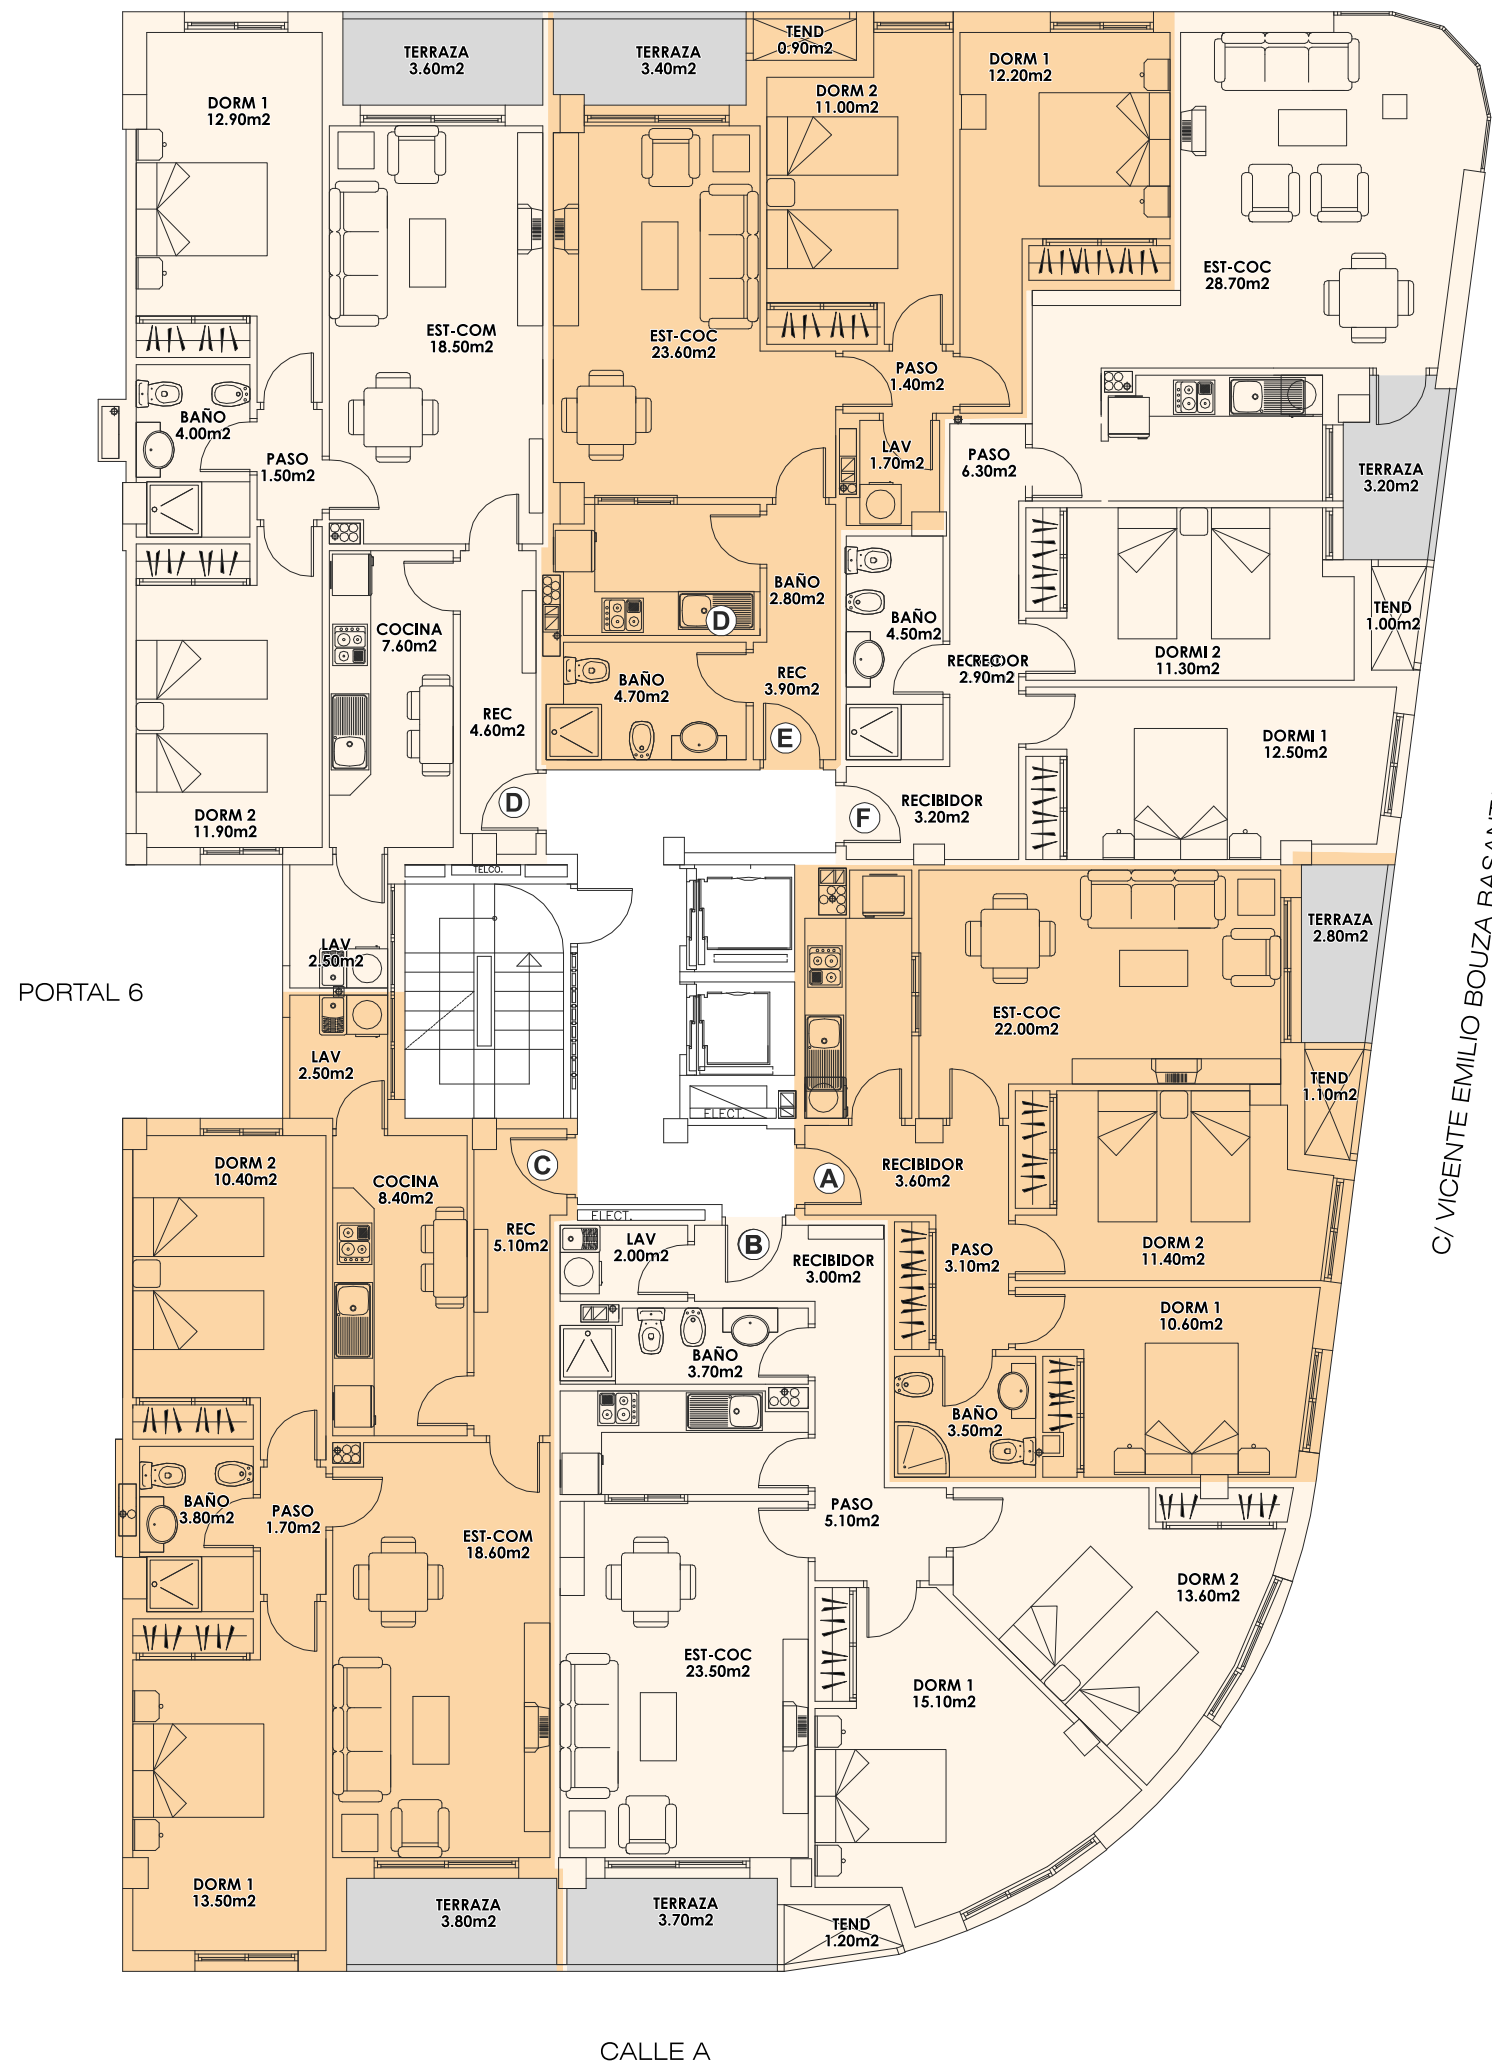 TERRAZA
3.60m2
TERRAZA
3.40m2
TEND
0.90m2
DORM 1
12.20m2
DORM 1
12.90m2
DORM 2
11.00m2
EST-COM
18.50m2
EST-COC
23.60m2
EST-COC
28.70m2
PASO
1.40m2
BAÑO
4.00m2
PASO
1.50m2
LAV
1.70m2
PASO
6.30m2
TERRAZA
3.20m2
BAÑO
2.80m2
D
COCINA
7.60m2
BAÑO
4.50m2
TEND
1.00m2
BAÑO
4.70m2
REC
3.90m2
2.90m2
DORMI 2
11.30m2
REC
4.60m2
E
DORMI 1
12.50m2
DORM 2
11.90m2
D
F
RECIBIDOR
3.20m2
TELCO.
LAV
2.50m2
TERRAZA
2.80m2
PORTAL 6
EST-COC
22.00m2
LAV
2.50m2
TEND
1.10m2
ELECT.
C/ VICENTE EMILIO BOUZA
DORM 2
10.40m2
COCINA
8.40m2
C
A
RECIBIDOR
3.60m2
ELECT.
REC
5.10m2
LAV
2.00m2
B
RECIBIDOR
3.00m2
PASO
3.10m2
DORM 2
11.40m2
DORM 1
10.60m2
BAÑO
3.70m2
BAÑO
3.50m2
BAÑO
3.80m2
PASO
1.70m2
EST-COM
18.60m2
PASO
5.10m2
DORM 2
13.60m2
EST-COC
23.50m2
DORM 1
15.10m2
DORM 1
13.50m2
TERRAZA
3.80m2
TERRAZA
3.70m2
TEND
1.20m2
CALLE A